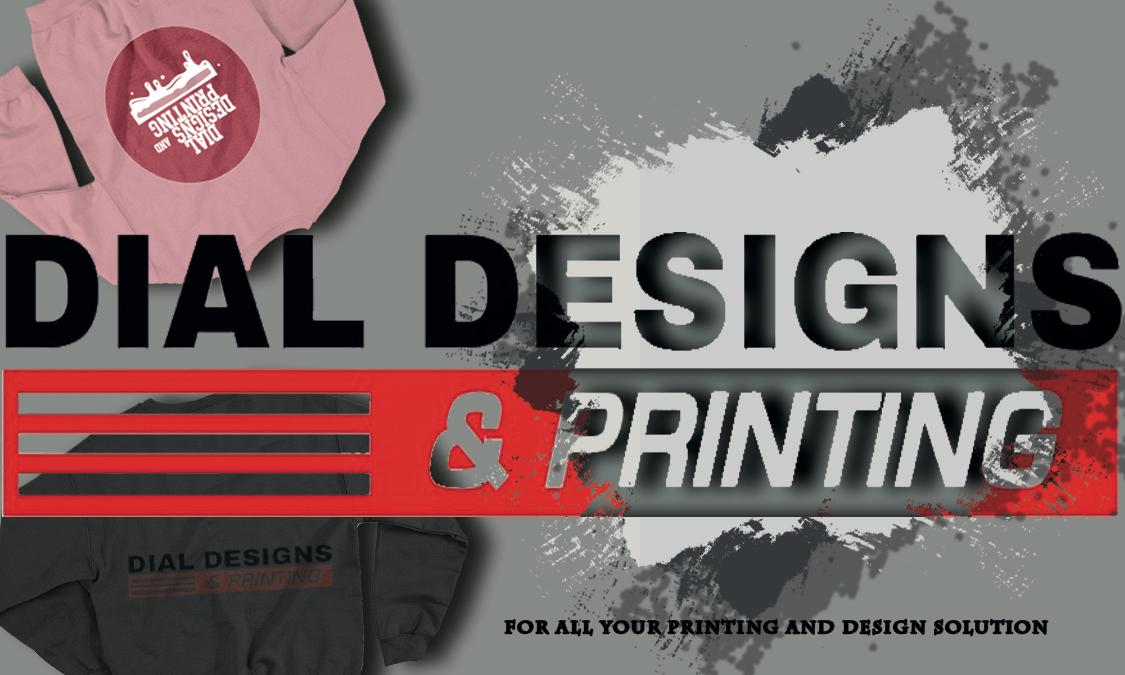 DIAL
DESIGNS AND
PRINTING
DIAL DESIGNS
& PRINTING
DIAL DESIGNS
& PRINTING
FOR ALL YOUR PRINTING AND DESIGN SOLUTION